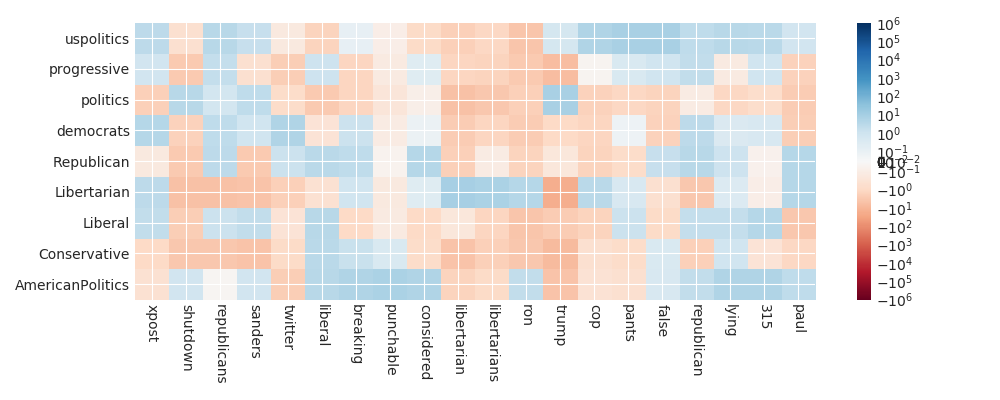 uspolitics
progressive
politics
democrats
Republican
Libertarian
Liberal
Conservative
AmericanPolitics
xpost
shutdown
republicans
sanders
twitter
liberal
breaking
punchable
considered
libertarian
libertarians
ron
trump
cop
pants
false
republican
lying
315
paul
10^6
10^5
10^4
10^3
10^2
10^1
10^0
10^-1
−10^-1
−10^0
−10^1
−10^2
−10^3
−10^4
−10^5
−10^6